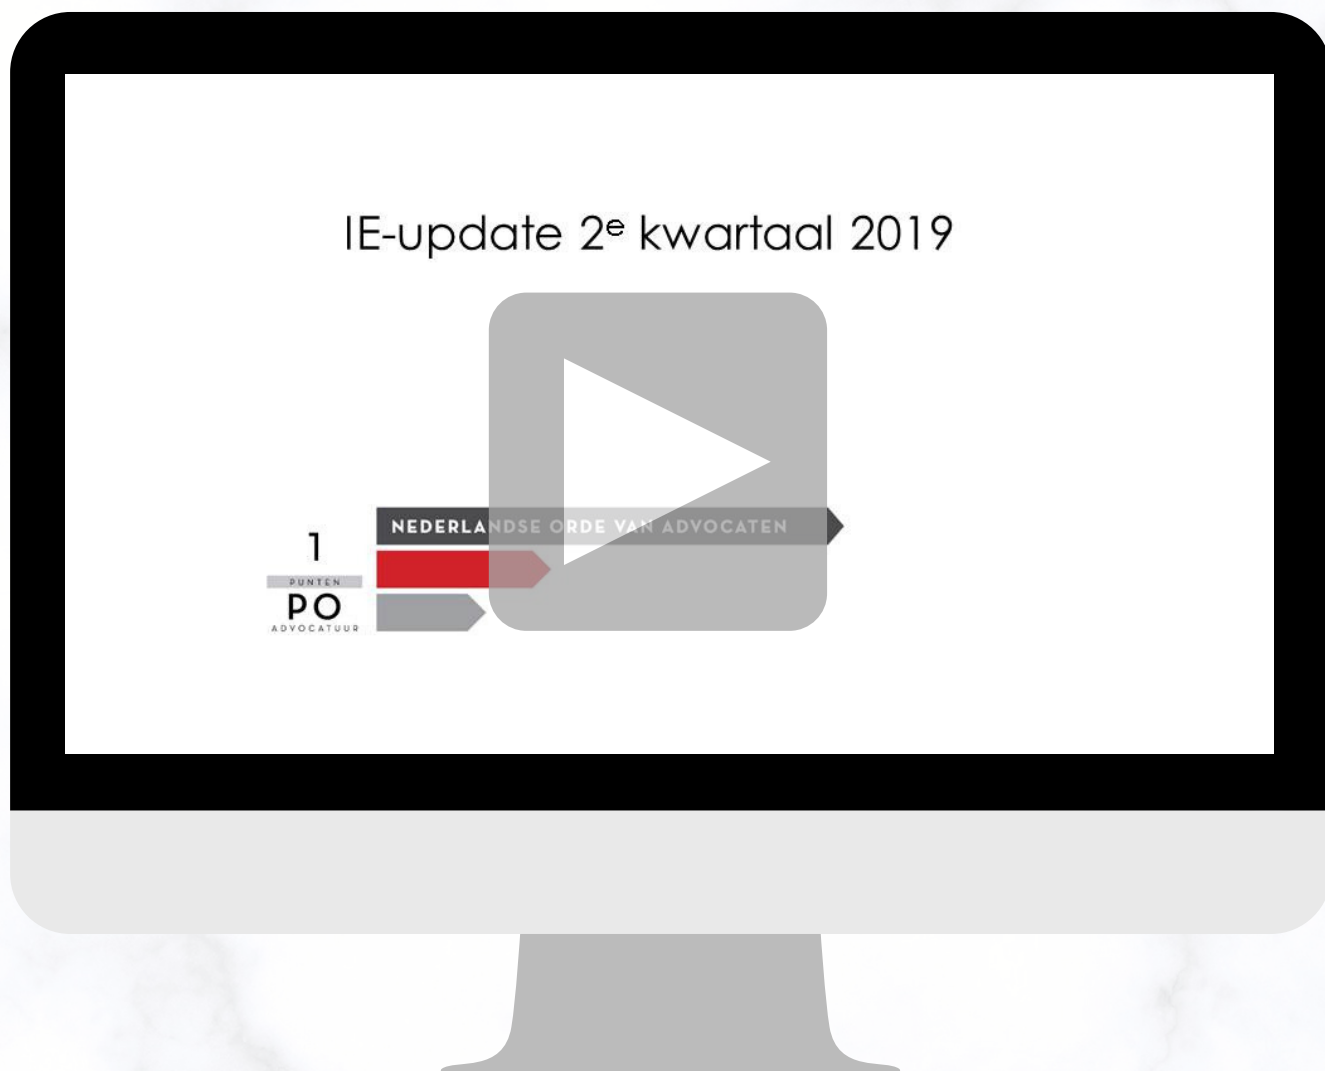 IE-update 2e kwartaal 2019
NEDERLANDSE ORDE VAN ADVOCATEN
1
PUNTEN
PO
ADVOCATUUR